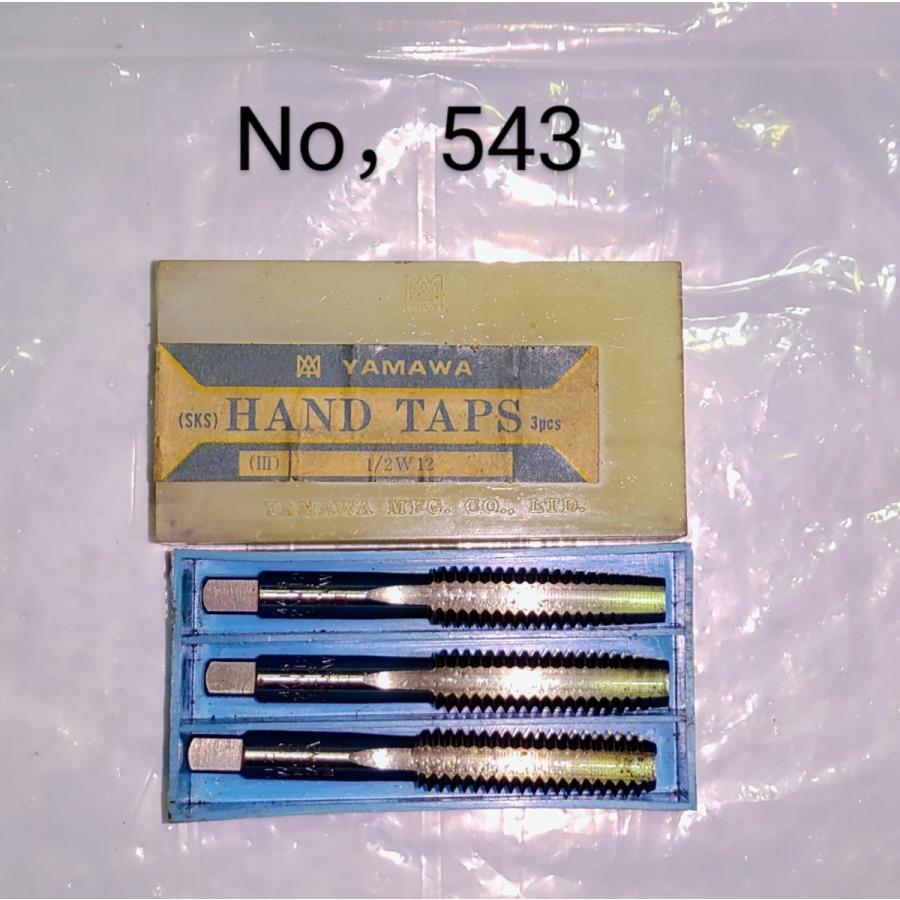 No，543
YAMAWA
(SKS) HAND TAPS 3pcs
(III) 1/2W12
YAMAWA MFG. CO., LTD.